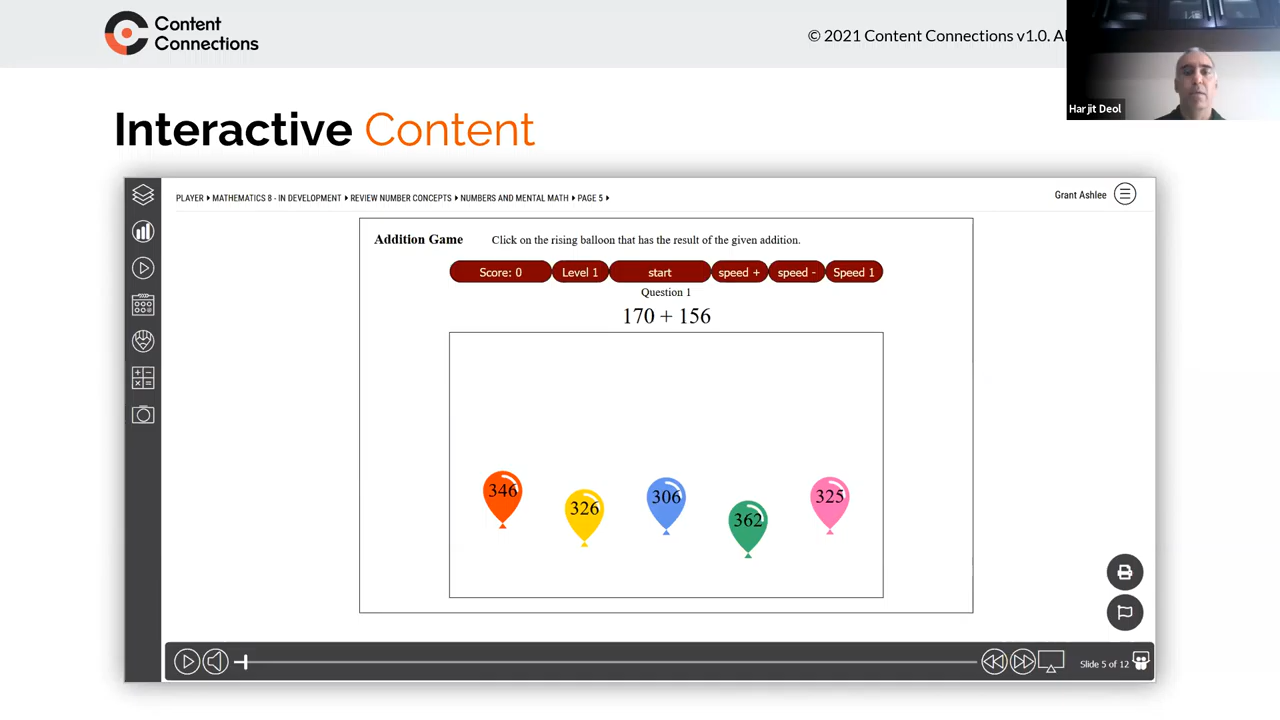 Content
Connections
© 2021 Content Connections v1.0. Al
Harjit Deol
Interactive Content
PLAYER MATHEMATICS 8 - IN DEVELOPMENT REVIEW NUMBER CONCEPTS NUMBERS AND MENTAL MATH PAGE 5
Grant Ashlee
Addition Game Click on the rising balloon that has the result of the given addition.
Score: 0 Level 1 start speed + speed - Speed 1
Question 1
170 + 156
346 326 306 362 325
Slide 5 of 12